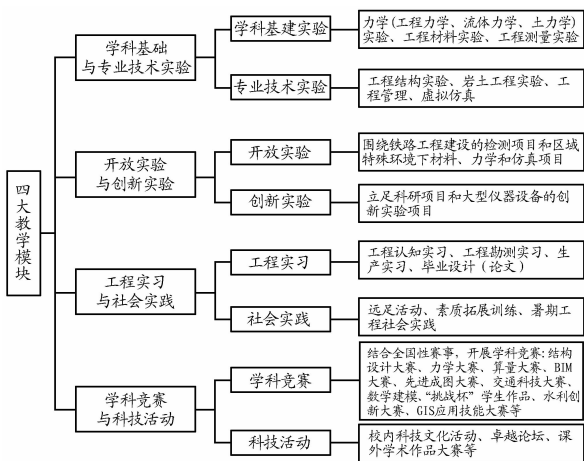 四大教学模块
学科基础
与专业技术实验
学科基建实验
力学(工程力学、流体力学、土力学)
实验、工程材料实验、工程测量实验
专业技术实验
工程结构实验、岩土工程实验、工
程管理、虚拟仿真
开放实验
与创新实验
开放实验
围绕铁路工程建设的检测项目和区域
特殊环境下材料、力学和仿真项目
创新实验
立足科研项目和大型仪器设备的创
新实验项目
工程实习
与社会实践
工程实习
工程认知实习、工程勘测实习、生
产实习、毕业设计(论文)
社会实践
远足活动、素质拓展训练、暑期工
程社会实践
学科竞赛
与科技活动
学科竞赛
结合全国性赛事，开展学科竞赛:结构
设计大赛、力学大赛、算量大赛、BIM
大赛、先进成图大赛、交通科技大赛、
数学建模、“挑战杯”学生作品、水利创
新大赛、GIS应用技能大赛等
科技活动
校内科技文化活动、卓越论坛、课
外学术作品大赛等